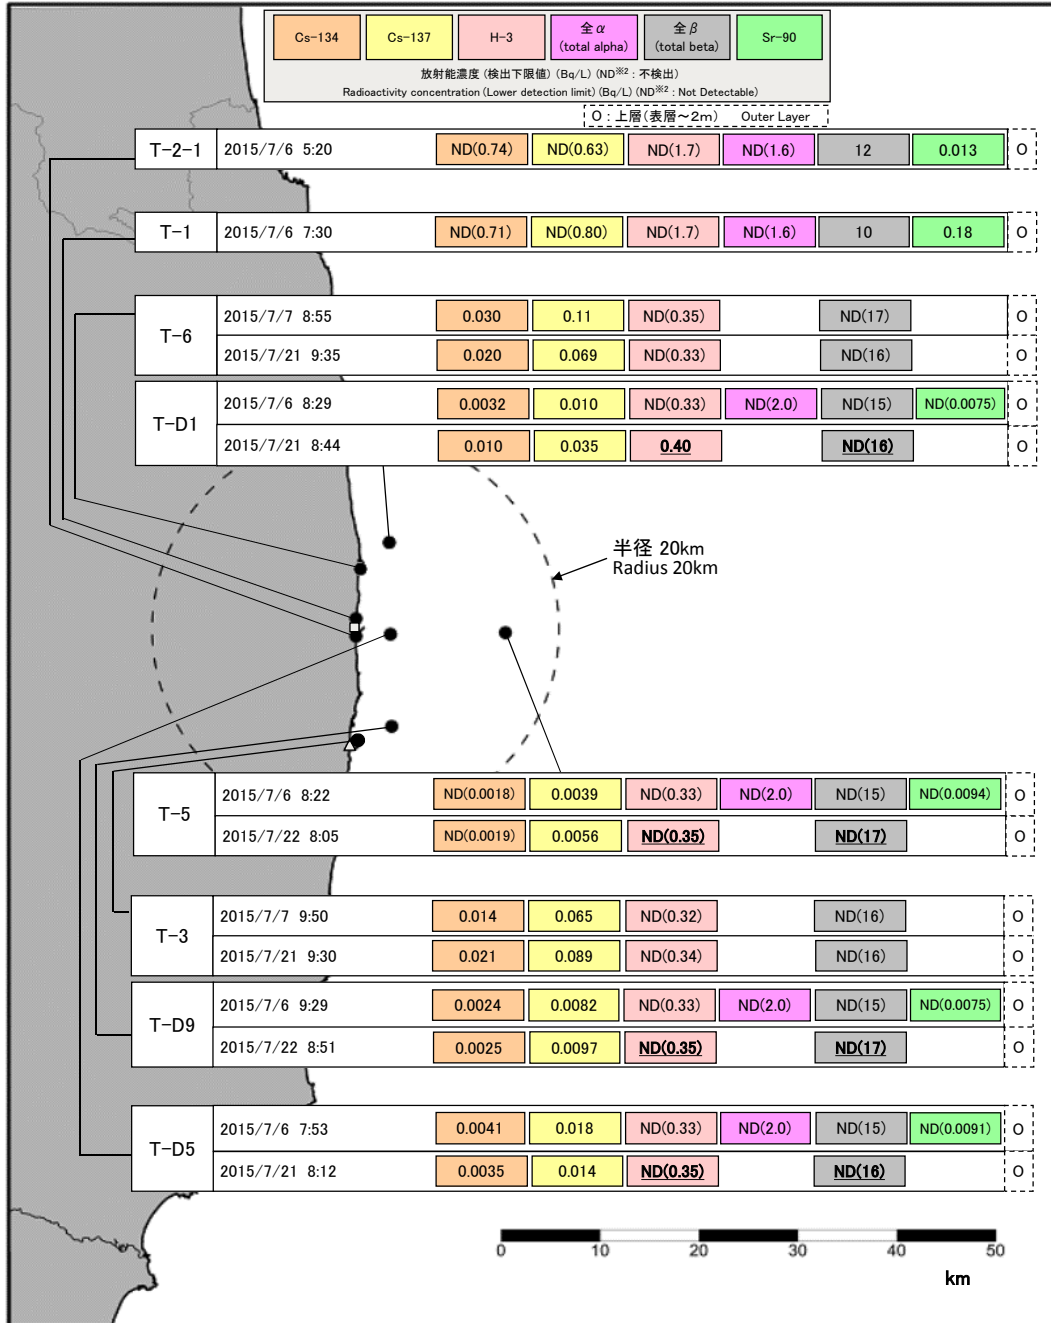 Cs-134 Cs-137 H-3 全α 全β Sr-90
(total alpha) (total beta)
放射能濃度 (検出下限値) (Bq/L) (ND※2 : 不検出)
Radioactivity concentration (Lower detection limit) (Bq/L) (ND※2 : Not Detectable)
O : 上層(表層～2m) Outer Layer
T-2-1 2015/7/6 5:20 ND(0.74) ND(0.63) ND(1.7) ND(1.6) 12 0.013 O
T-1 2015/7/6 7:30 ND(0.71) ND(0.80) ND(1.7) ND(1.6) 10 0.18 O
T-6
2015/7/7 8:55 0.030 0.11 ND(0.35) ND(17) O
2015/7/21 9:35 0.020 0.069 ND(0.33) ND(16) O
T-D1
2015/7/6 8:29 0.0032 0.010 ND(0.33) ND(2.0) ND(15) ND(0.0075) O
2015/7/21 8:44 0.010 0.035 0.40 ND(16) O
半径 20km
Radius 20km
T-5
2015/7/6 8:22 ND(0.0018) 0.0039 ND(0.33) ND(2.0) ND(15) ND(0.0094) O
2015/7/22 8:05 ND(0.0019) 0.0056 ND(0.35) ND(17) O
T-3
2015/7/7 9:50 0.014 0.065 ND(0.32) ND(16) O
2015/7/21 9:30 0.021 0.089 ND(0.34) ND(16) O
T-D9
2015/7/6 9:29 0.0024 0.0082 ND(0.33) ND(2.0) ND(15) ND(0.0075) O
2015/7/22 8:51 0.0025 0.0097 ND(0.35) ND(17) O
T-D5
2015/7/6 7:53 0.0041 0.018 ND(0.33) ND(2.0) ND(15) ND(0.0091) O
2015/7/21 8:12 0.0035 0.014 ND(0.35) ND(16) O
0 10 20 30 40 50
km